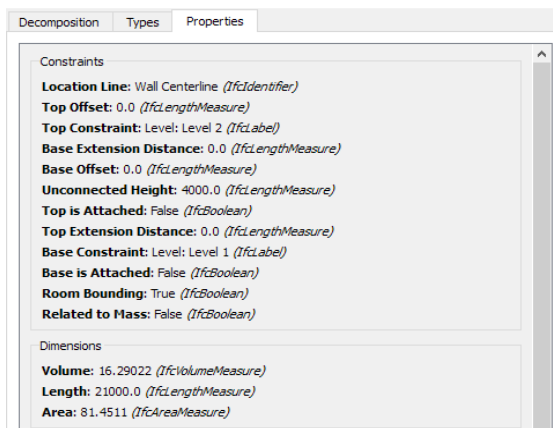 Decomposition Types Properties
Constraints
Location Line: Wall Centerline (IfcIdentifier)
Top Offset: 0.0 (IfcLengthMeasure)
Top Constraint: Level: Level 2 (IfcLabel)
Base Extension Distance: 0.0 (IfcLengthMeasure)
Base Offset: 0.0 (IfcLengthMeasure)
Unconnected Height: 4000.0 (IfcLengthMeasure)
Top is Attached: False (IfcBoolean)
Top Extension Distance: 0.0 (IfcLengthMeasure)
Base Constraint: Level: Level 1 (IfcLabel)
Base is Attached: False (IfcBoolean)
Room Bounding: True (IfcBoolean)
Related to Mass: False (IfcBoolean)
Dimensions
Volume: 16.29022 (IfcVolumeMeasure)
Length: 21000.0 (IfcLengthMeasure)
Area: 81.4511 (IfcAreaMeasure)